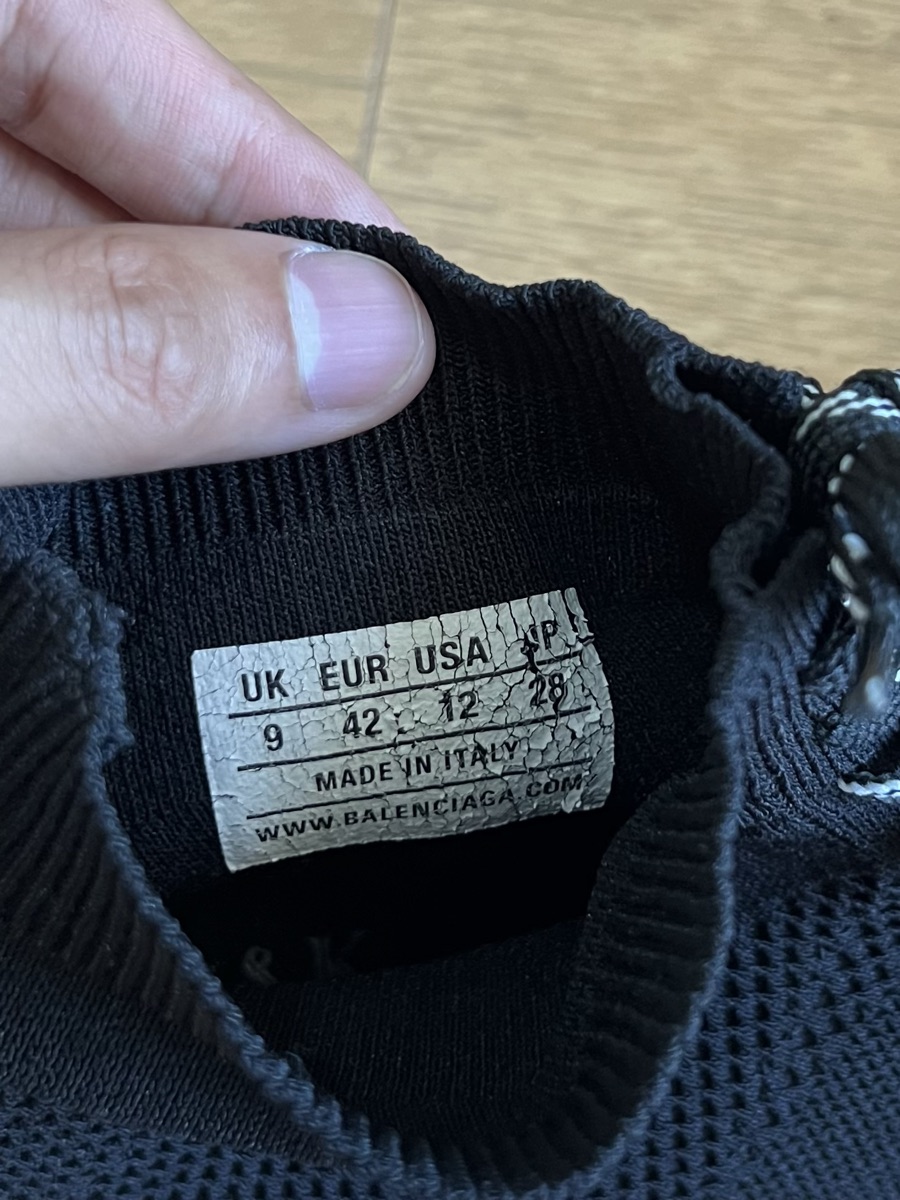 UK EUR USA JP
9 42 12 28
MADE IN ITALY
WWW.BALENCIAGA.COM